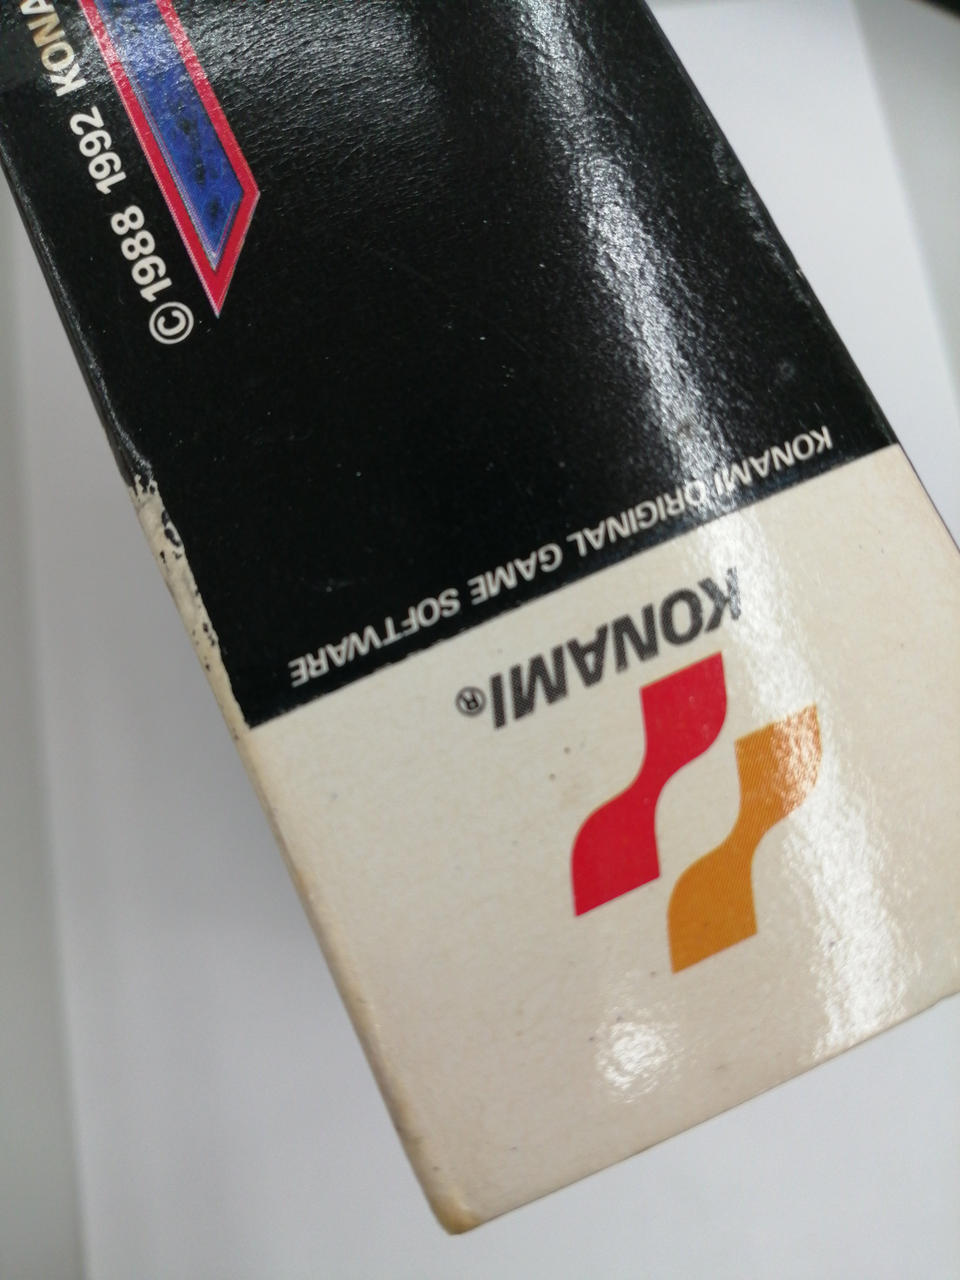 ©1988 1992 KONA
KONAMI ORIGINAL GAME SOFTWARE
KONAMI®